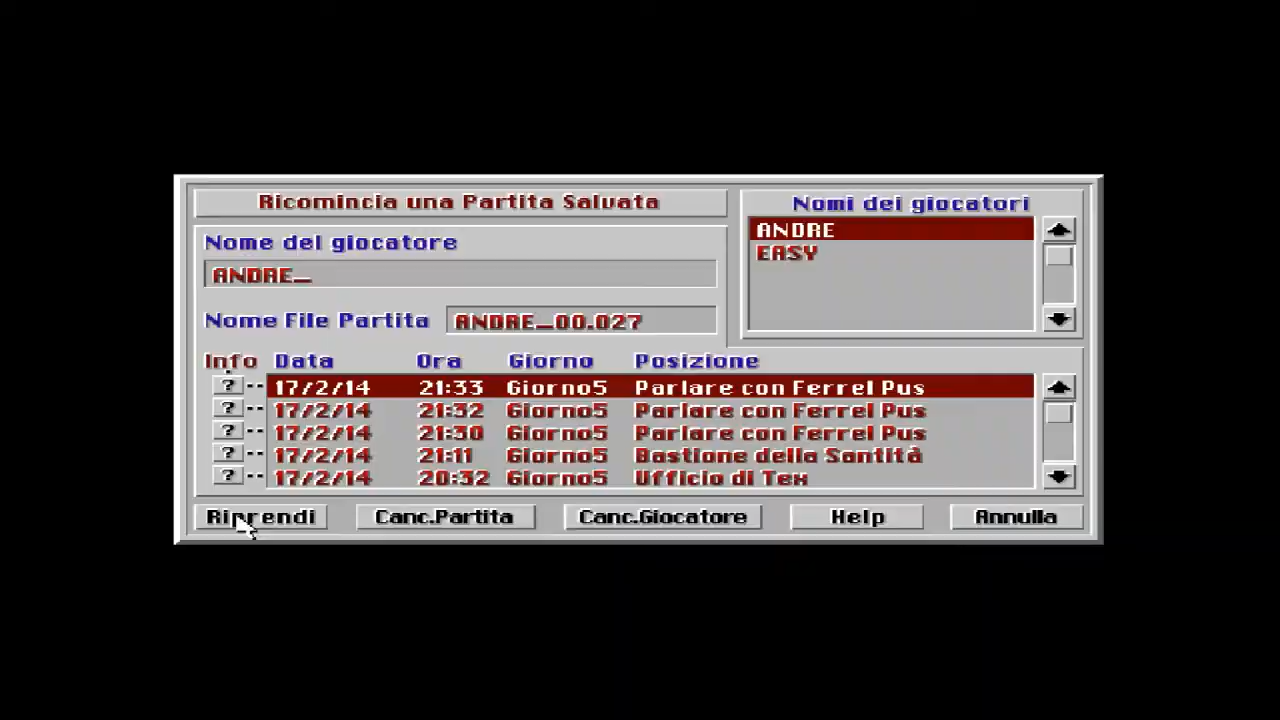 Ricomincia una Partita Salvata
Nomi dei giocatori
ANDRE
EASY
Nome del giocatore
ANDRE_
Nome File Partita ANDRE_00.027
Info Data Ora Giorno Posizione
? -- 17/2/14 21:33 Giorno5 Parlare con Ferrel Pus
? -- 17/2/14 21:32 Giorno5 Parlare con Ferrel Pus
? -- 17/2/14 21:30 Giorno5 Parlare con Ferrel Pus
? -- 17/2/14 21:11 Giorno5 Bastione della Santità
? -- 17/2/14 20:32 Giorno5 Ufficio di Tex
Riprendi Canc.Partita Canc.Giocatore Help Annulla